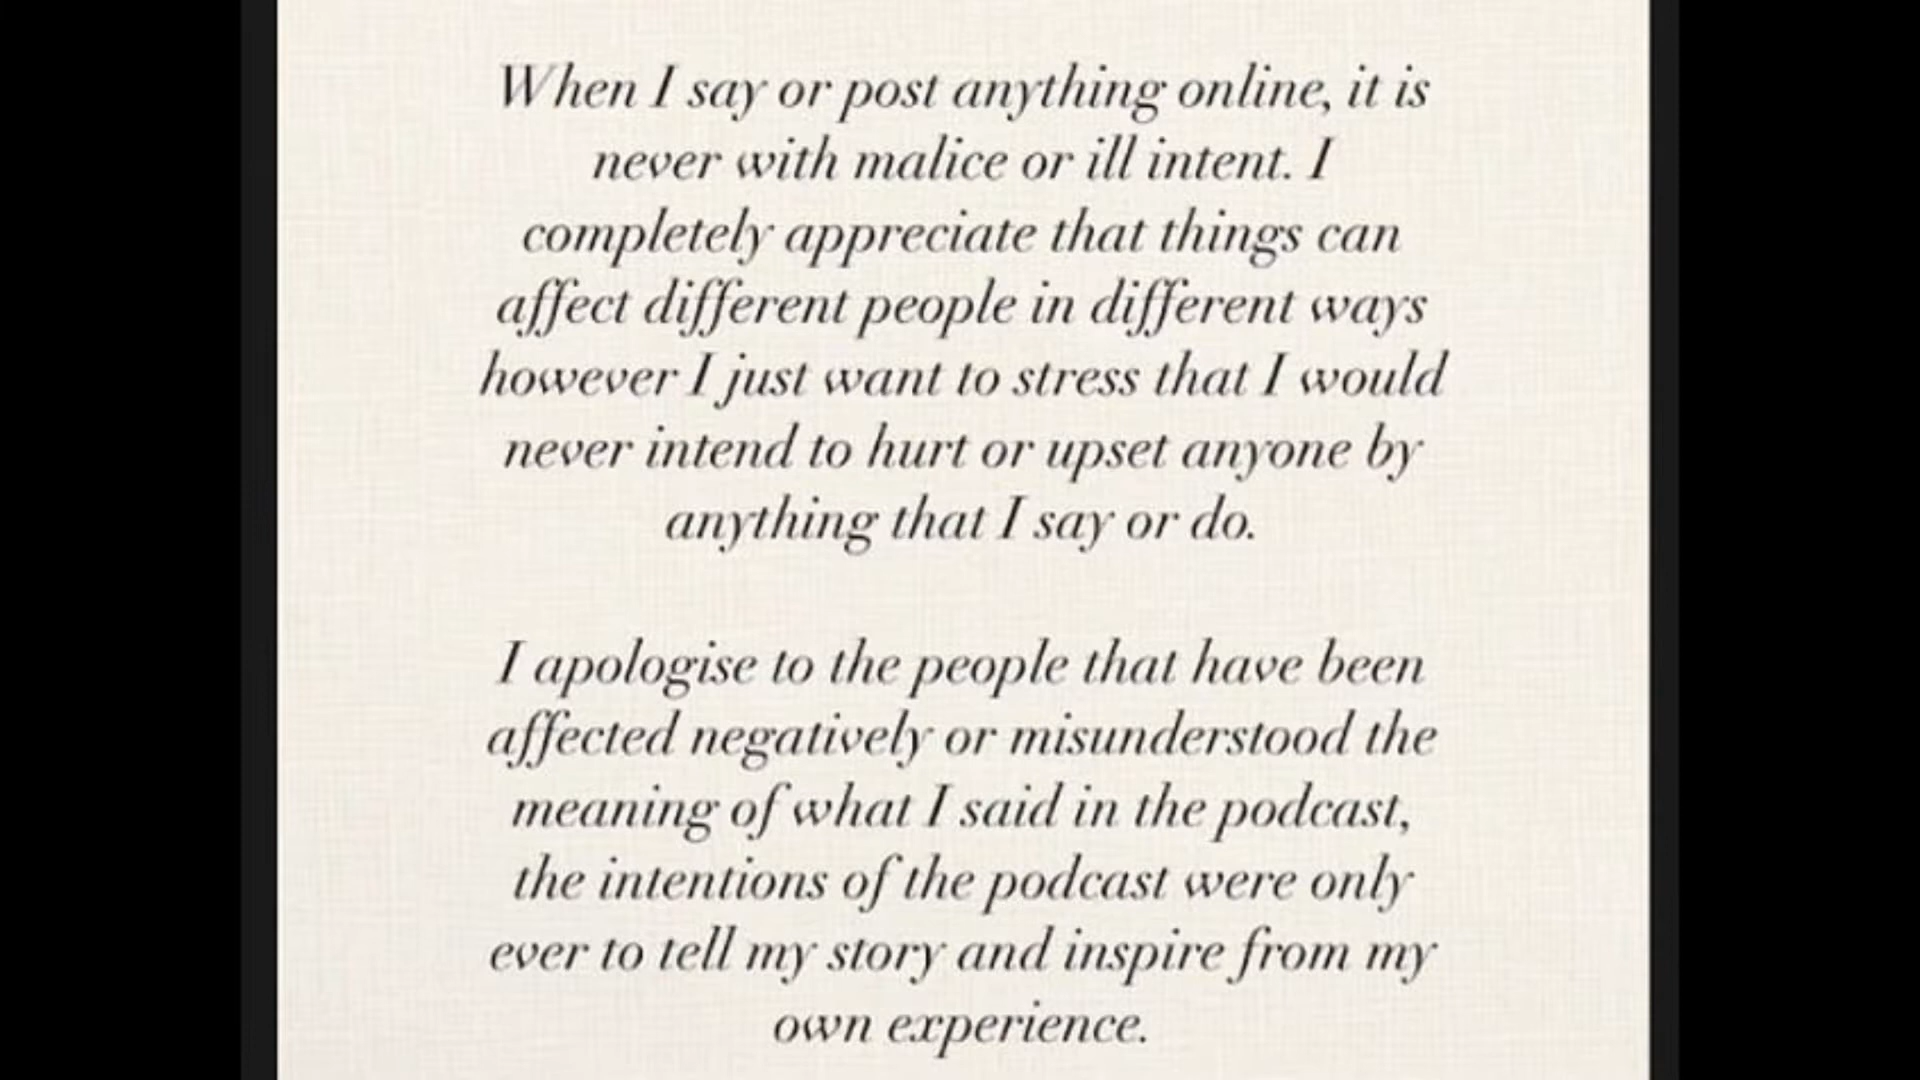 When I say or post anything online, it is
never with malice or ill intent. I
completely appreciate that things can
affect different people in different ways
however I just want to stress that I would
never intend to hurt or upset anyone by
anything that I say or do.
I apologise to the people that have been
affected negatively or misunderstood the
meaning of what I said in the podcast,
the intentions of the podcast were only
ever to tell my story and inspire from my
own experience.